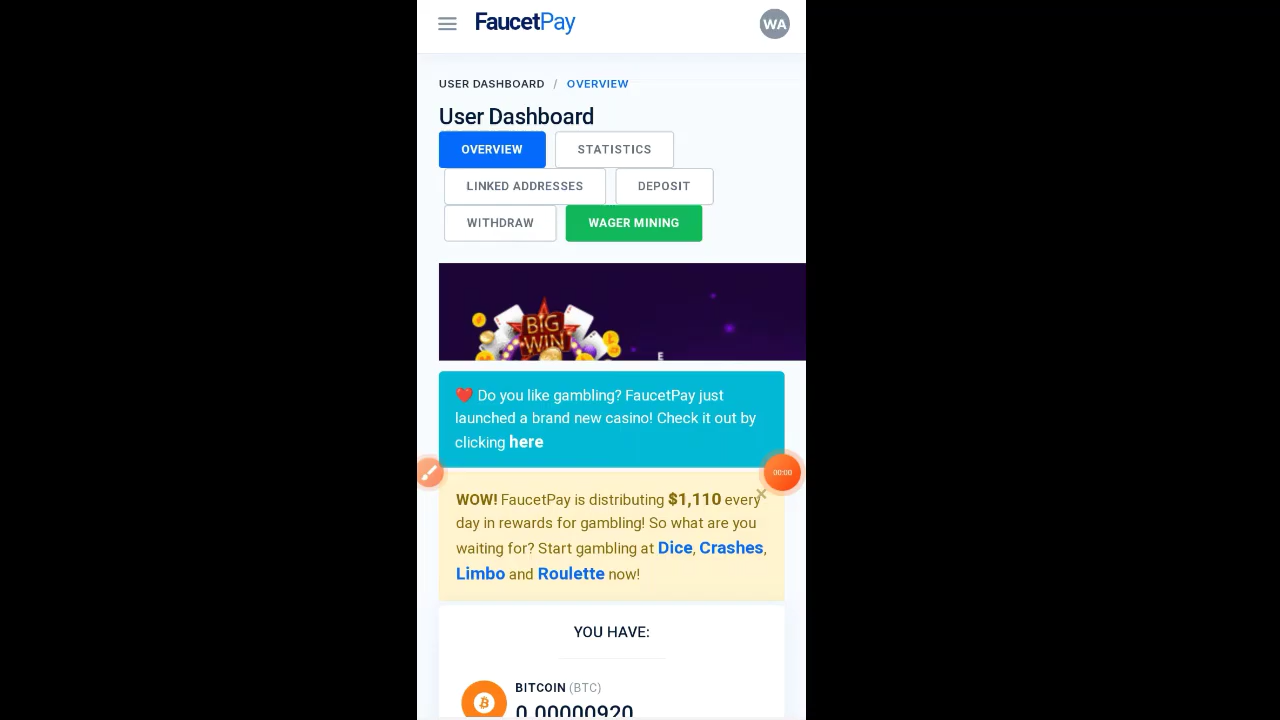 FaucetPay
WA
USER DASHBOARD / OVERVIEW
User Dashboard
OVERVIEW
STATISTICS
LINKED ADDRESSES
DEPOSIT
WITHDRAW
WAGER MINING
BIG
WIN
E
❤️ Do you like gambling? FaucetPay just
launched a brand new casino! Check it out by
clicking here
00:00
×
WOW! FaucetPay is distributing $1,110 every
day in rewards for gambling! So what are you
waiting for? Start gambling at Dice, Crashes,
Limbo and Roulette now!
YOU HAVE:
BITCOIN (BTC)
0.00000920